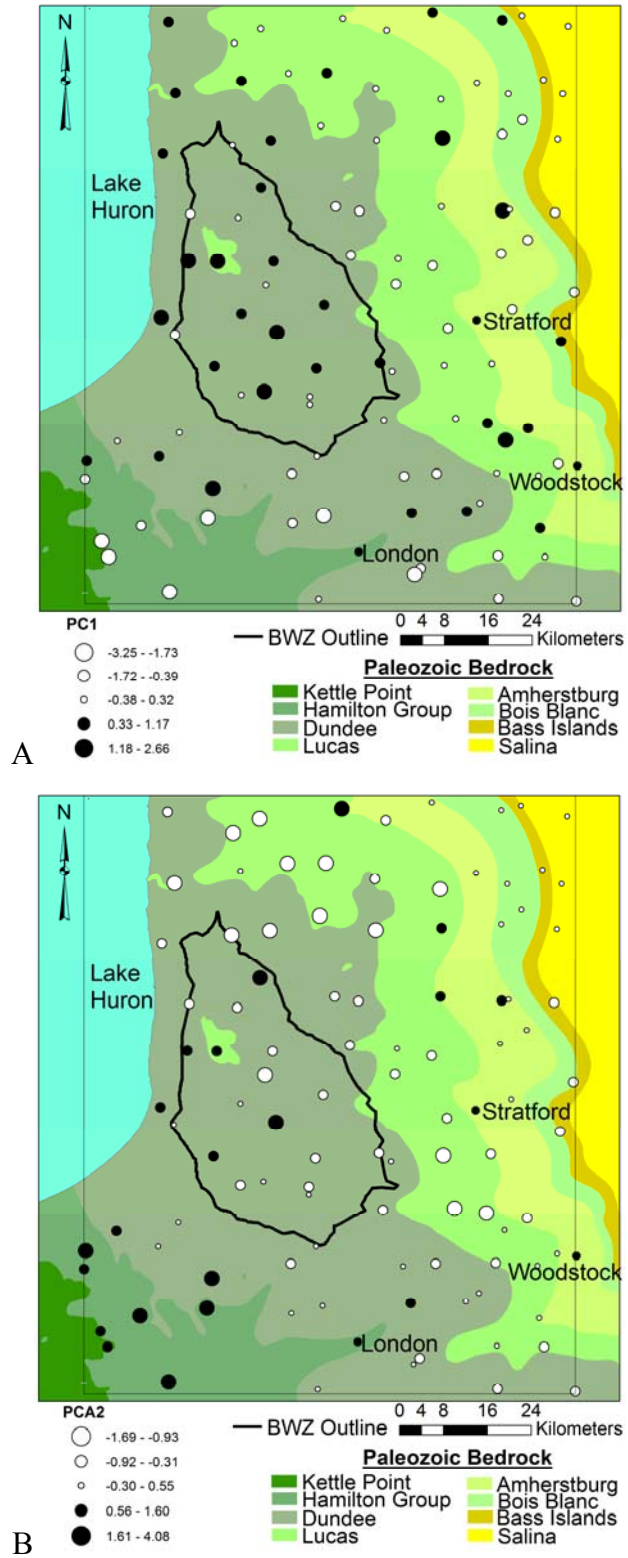 N
Lake
Huron
Stratford
Woodstock
London
PC1
-3.25 - -1.73
-1.72 - -0.39
-0.38 - 0.32
0.33 - 1.17
1.18 - 2.66
BWZ Outline
0 4 8 16 24
Kilometers
Paleozoic Bedrock
Kettle Point
Hamilton Group
Dundee
Lucas
Amherstburg
Bois Blanc
Bass Islands
Salina
A
N
Lake
Huron
Stratford
Woodstock
London
PCA2
-1.69 - -0.93
-0.92 - -0.31
-0.30 - 0.55
0.56 - 1.60
1.61 - 4.08
BWZ Outline
0 4 8 16 24
Kilometers
Paleozoic Bedrock
Kettle Point
Hamilton Group
Dundee
Lucas
Amherstburg
Bois Blanc
Bass Islands
Salina
B